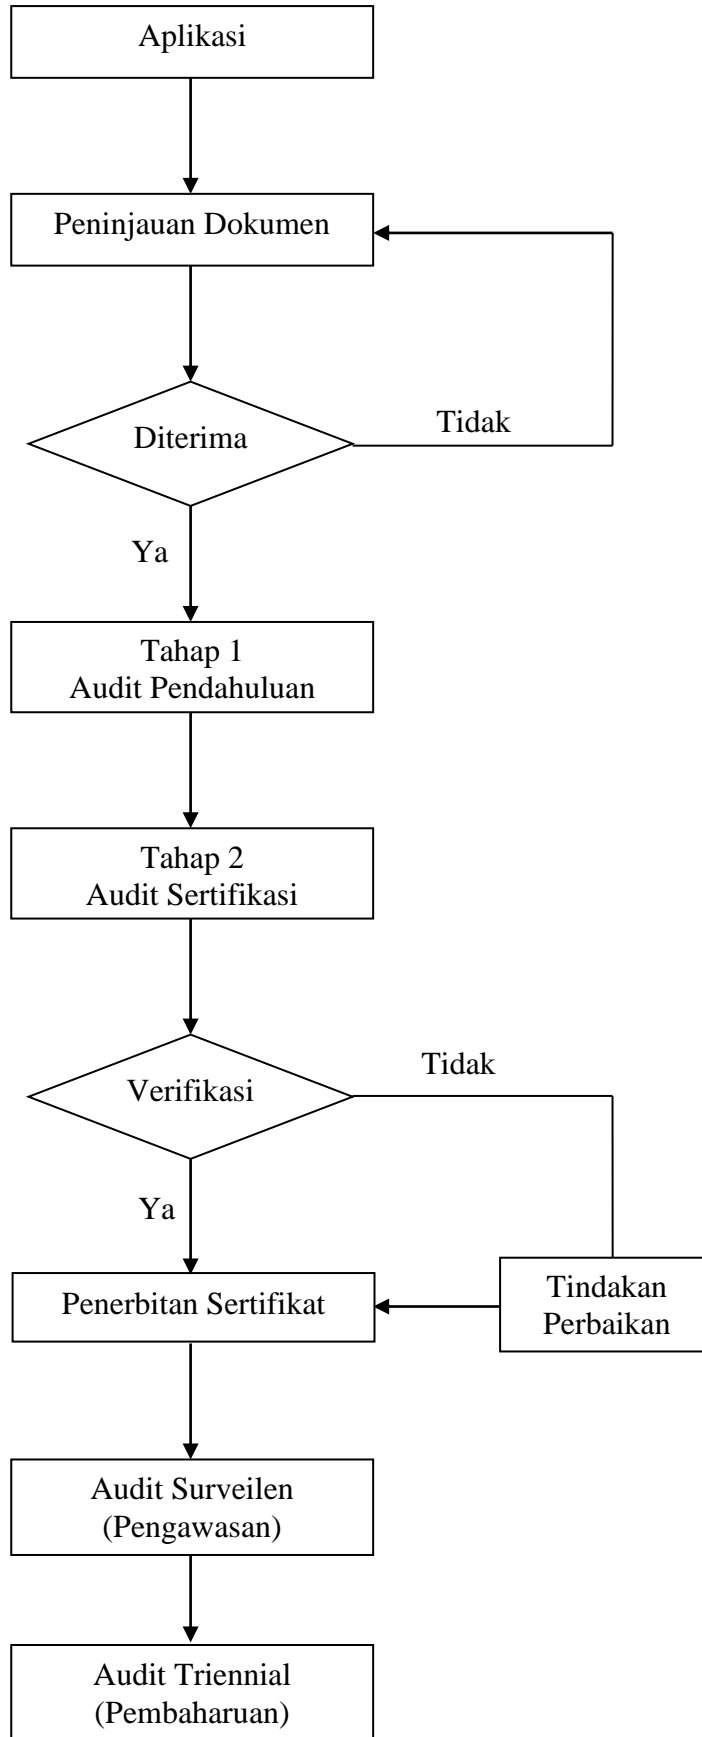 Aplikasi
Peninjauan Dokumen
Diterima
Tidak
Ya
Tahap 1
Audit Pendahuluan
Tahap 2
Audit Sertifikasi
Tidak
Verifikasi
Ya
Penerbitan Sertifikat
Tindakan
Perbaikan
Audit Surveilen
(Pengawasan)
Audit Triennial
(Pembaharuan)